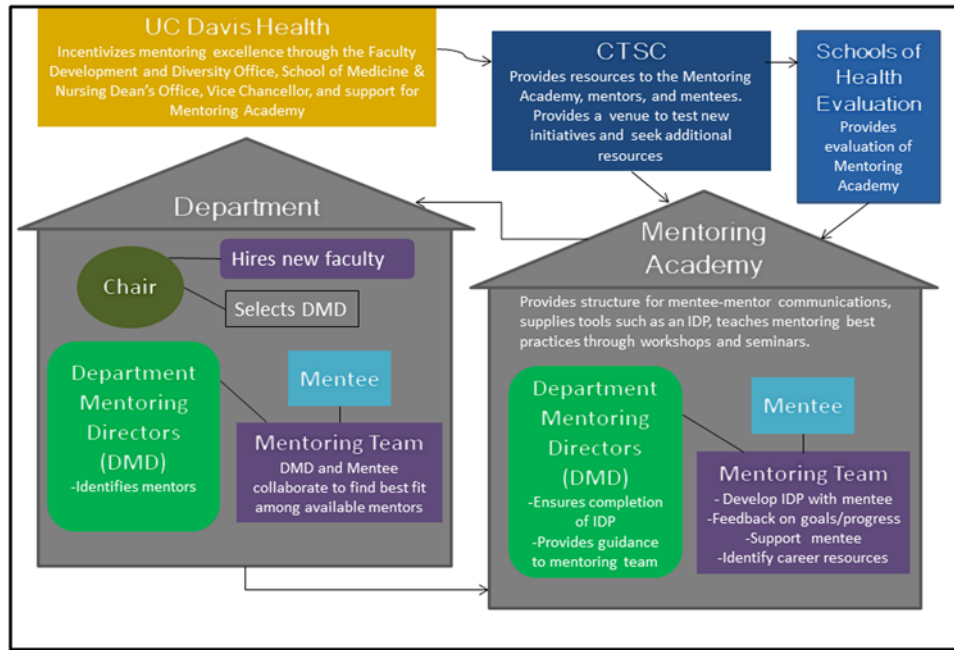 UC Davis Health
Incentivizes mentoring excellence through the Faculty
Development and Diversity Office, School of Medicine &
Nursing Dean's Office, Vice Chancellor, and support for
Mentoring Academy
CTSC
Provides resources to the Mentoring
Academy, mentors, and mentees.
Provides a venue to test new
initiatives and seek additional
resources
Schools of
Health
Evaluation
Provides
evaluation of
Mentoring
Academy
Department
Chair
Hires new faculty
Selects DMD
Department
Mentoring
Directors
(DMD)
-Identifies mentors
Mentee
Mentoring Team
DMD and Mentee
collaborate to find best fit
among available mentors
Mentoring
Academy
Provides structure for mentee-mentor communications,
supplies tools such as an IDP, teaches mentoring best
practices through workshops and seminars.
Department
Mentoring
Directors
(DMD)
-Ensures completion
of IDP
-Provides guidance
to mentoring team
Mentee
Mentoring Team
- Develop IDP with mentee
-Feedback on goals/progress
-Support mentee
-Identify career resources